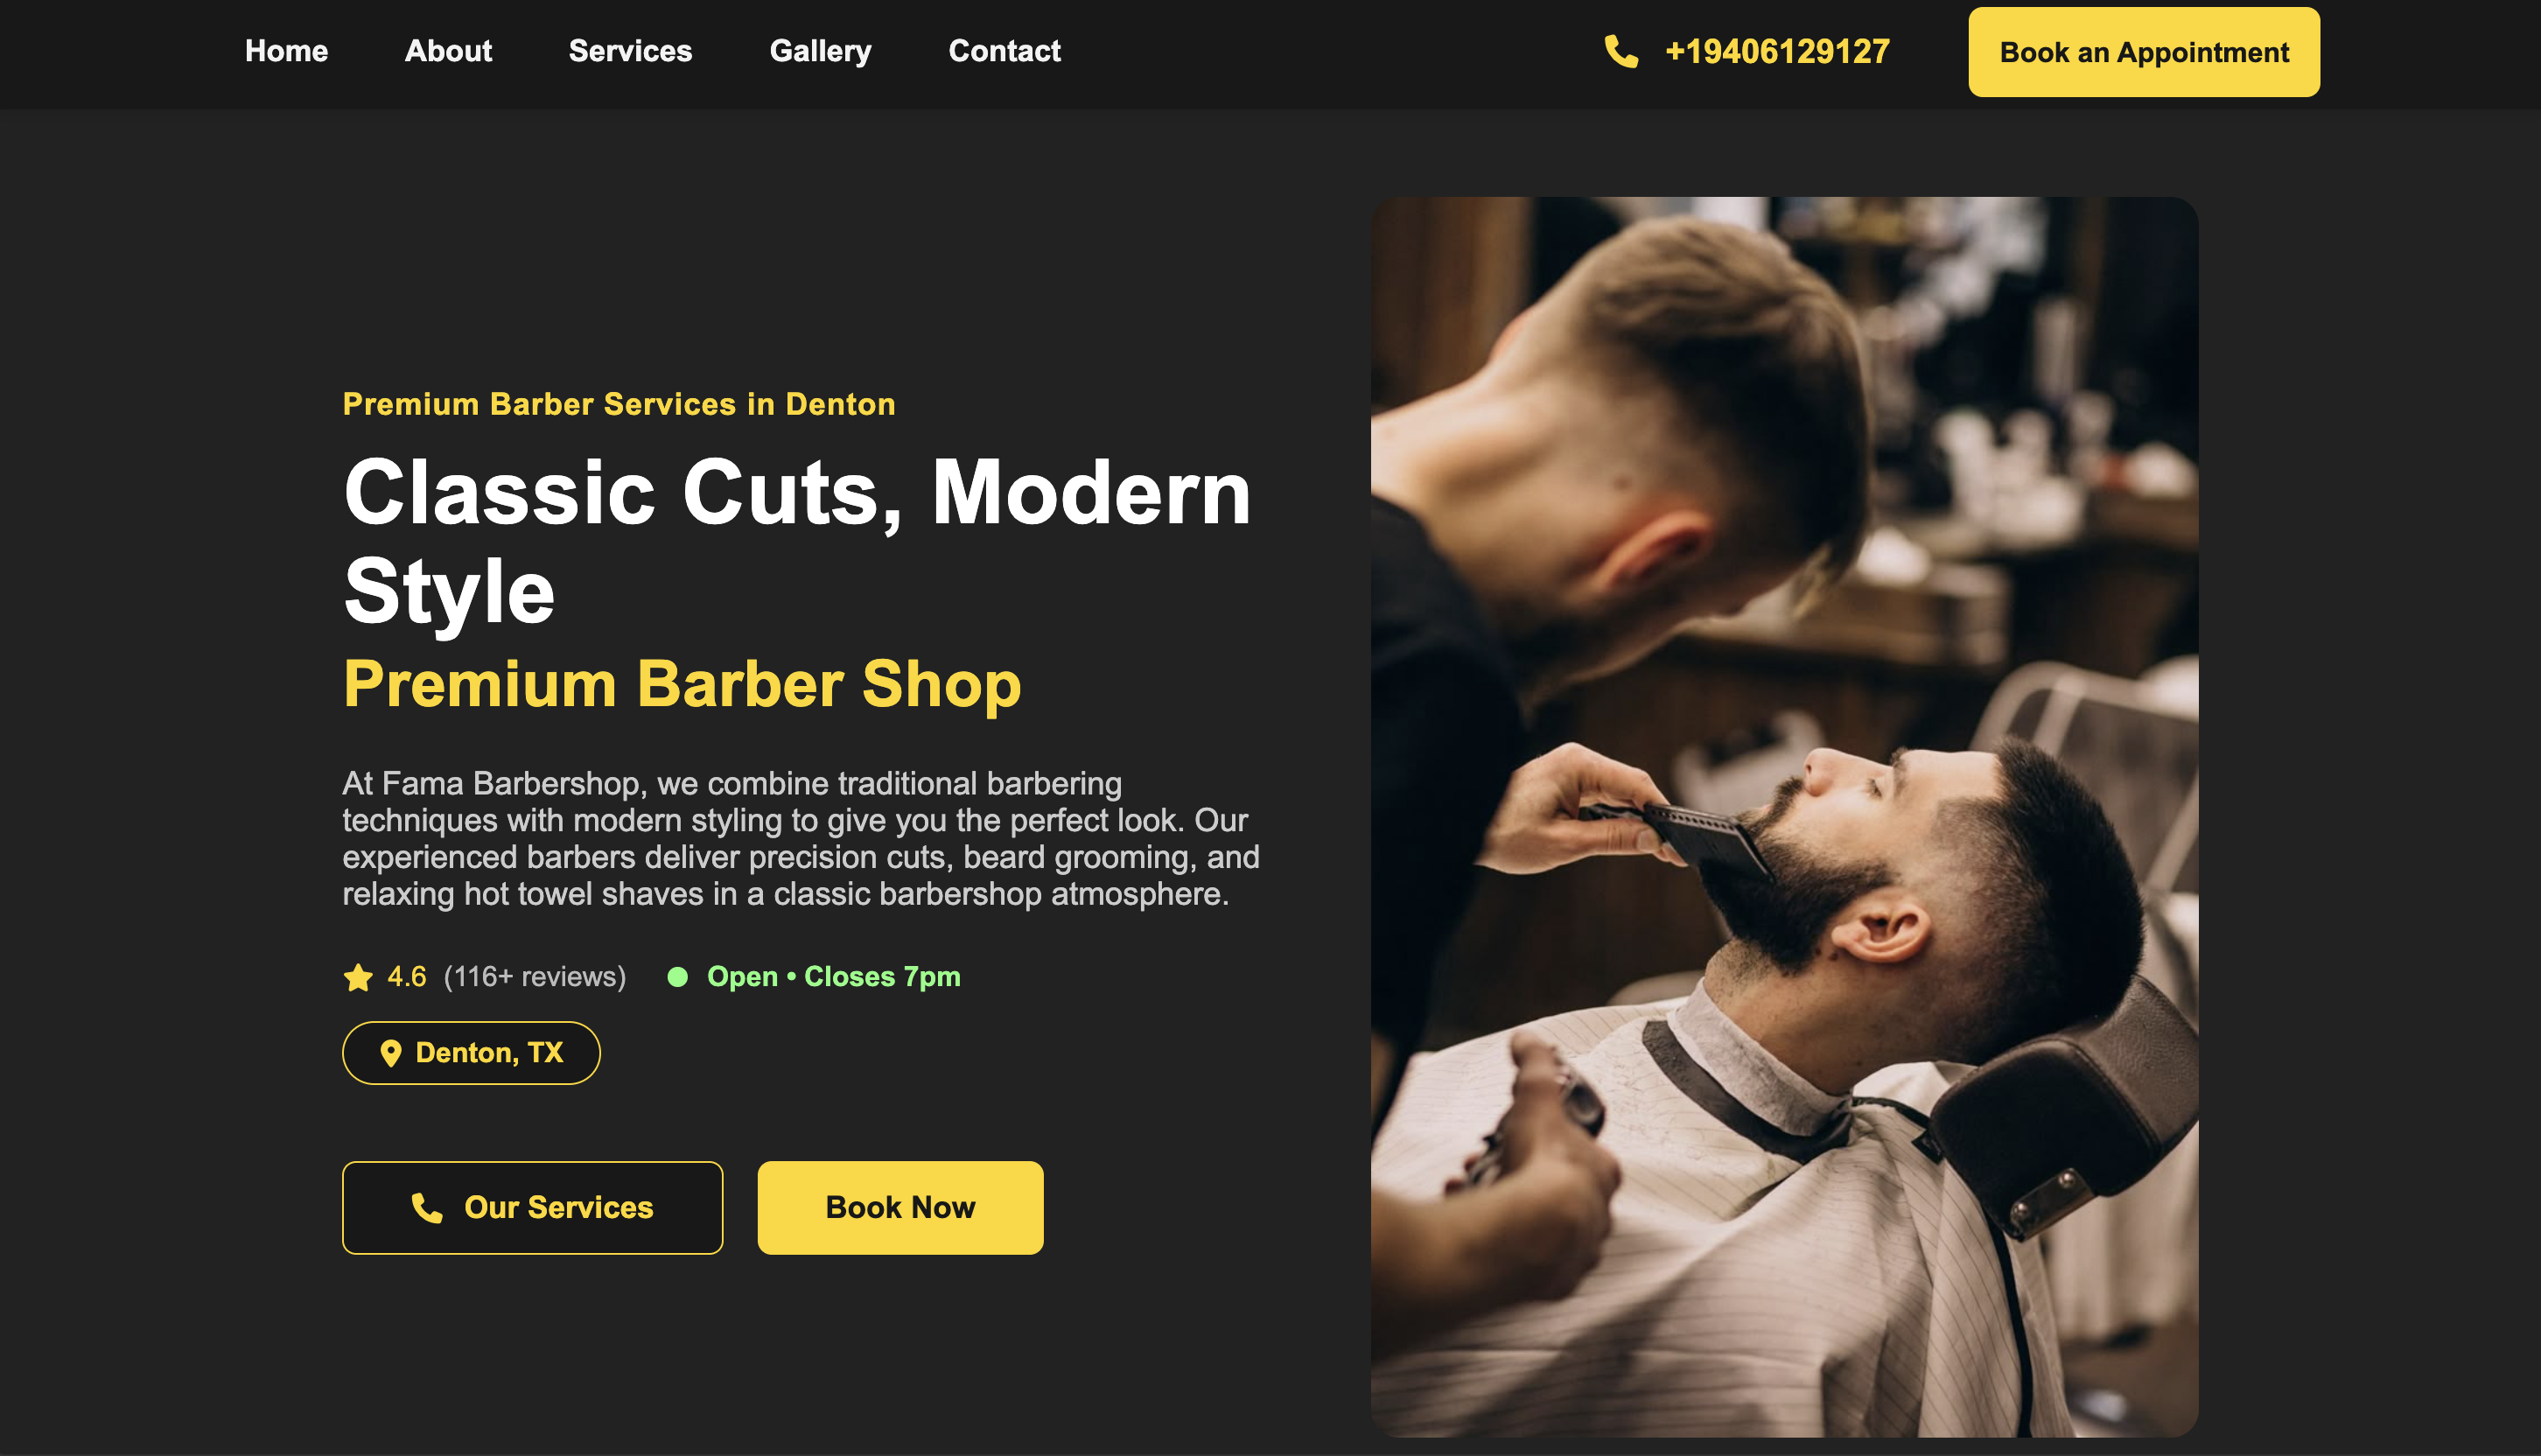 Home About Services Gallery Contact +19406129127 Book an Appointment
Premium Barber Services in Denton
Classic Cuts, Modern
Style
Premium Barber Shop
At Fama Barbershop, we combine traditional barbering
techniques with modern styling to give you the perfect look. Our
experienced barbers deliver precision cuts, beard grooming, and
relaxing hot towel shaves in a classic barbershop atmosphere.
4.6 (116+ reviews) Open • Closes 7pm
Denton, TX
Our Services Book Now